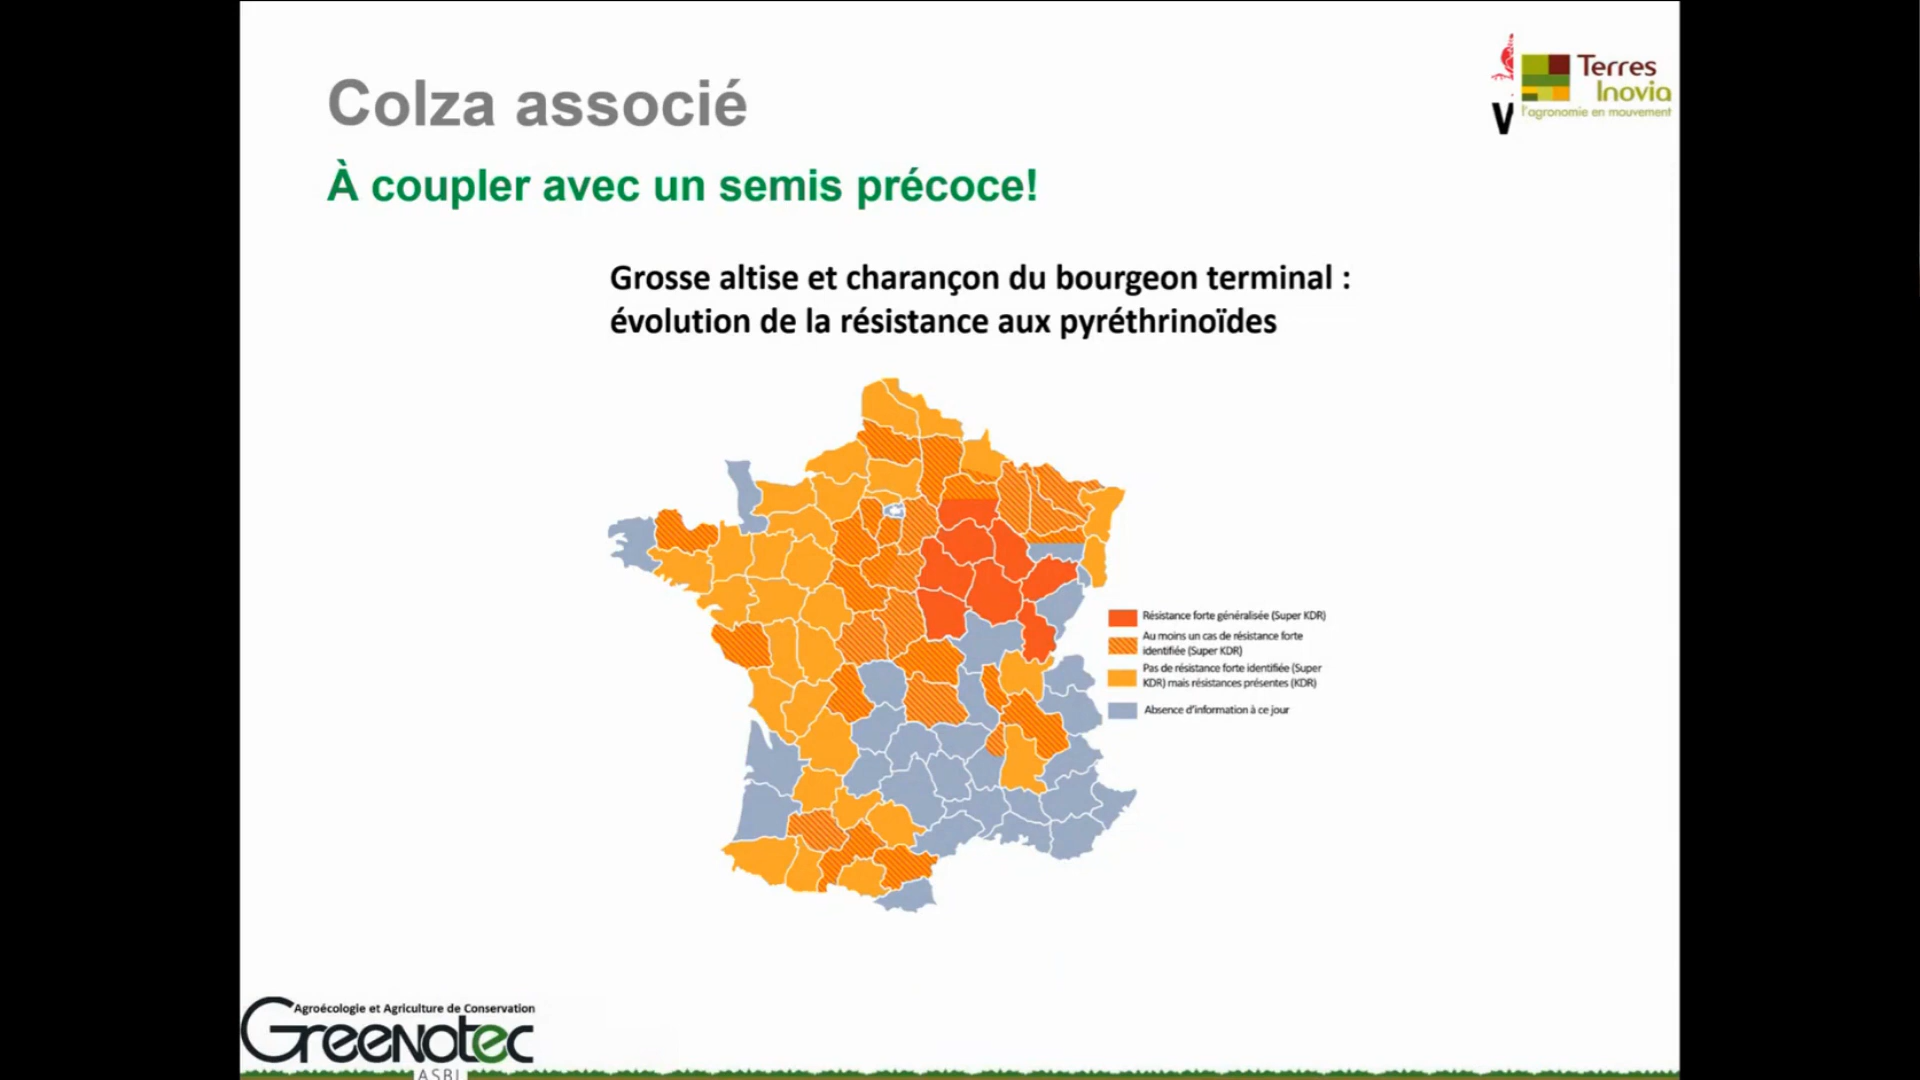 Colza associé
À coupler avec un semis précoce!
Terres
Inovia
l'agronomie en mouvement
V
Grosse altise et charançon du bourgeon terminal :
évolution de la résistance aux pyréthrinoïdes
Résistance forte généralisée (Super KDR)
Au moins un cas de résistance forte
identifiée (Super KDR)
Pas de résistance forte identifiée (Super
KDR) mais résistances présentes (KDR)
Absence d'information à ce jour
Agroécologie et Agriculture de Conservation
Greenotec
ASBL